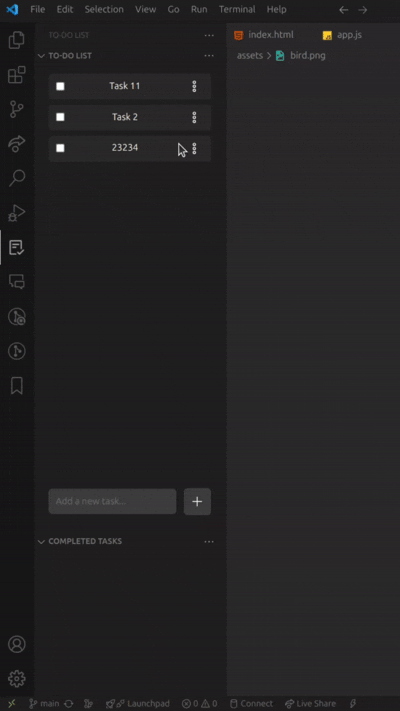 File Edit Selection View Go Run Terminal Help
TO-DO LIST
index.html app.js
TO-DO LIST
assets > bird.png
Task 11
Task 2
23234
Add a new task...
COMPLETED TASKS
main Launchpad 0 0 Connect Live Share